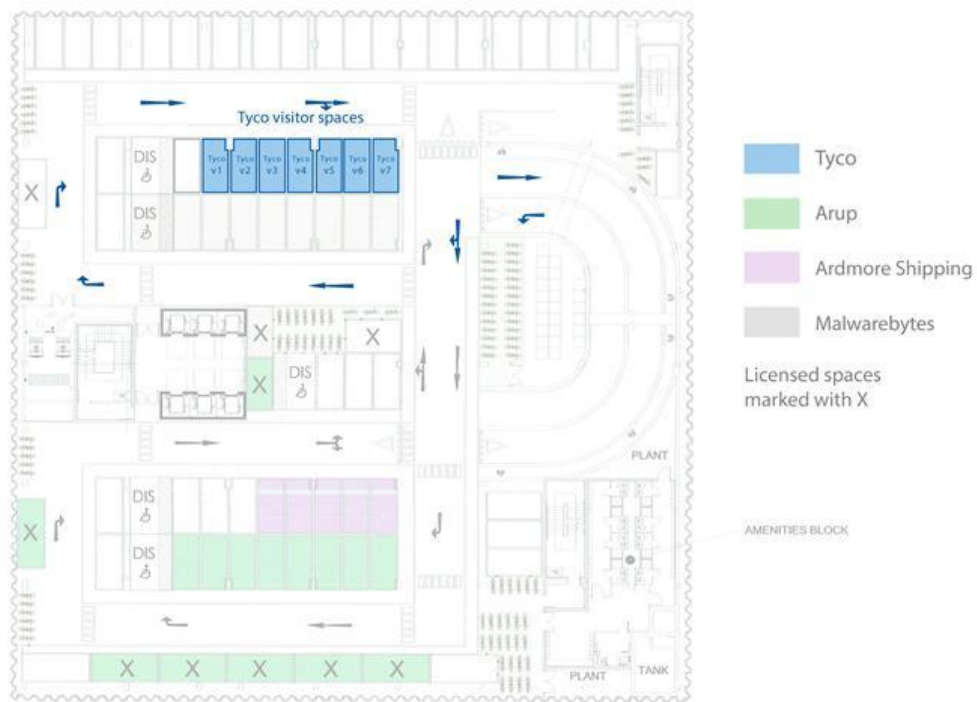 Tyco visitor spaces
DIS
Tyco v1
Tyco v2
Tyco v3
Tyco v4
Tyco v5
Tyco v6
Tyco v7
X
DIS
X
X
X
DIS
DIS
X
DIS
X
X
X
X
X
PLANT
AMENITIES BLOCK
PLANT
TANK
Tyco
Arup
Ardmore Shipping
Malwarebytes
Licensed spaces
marked with X